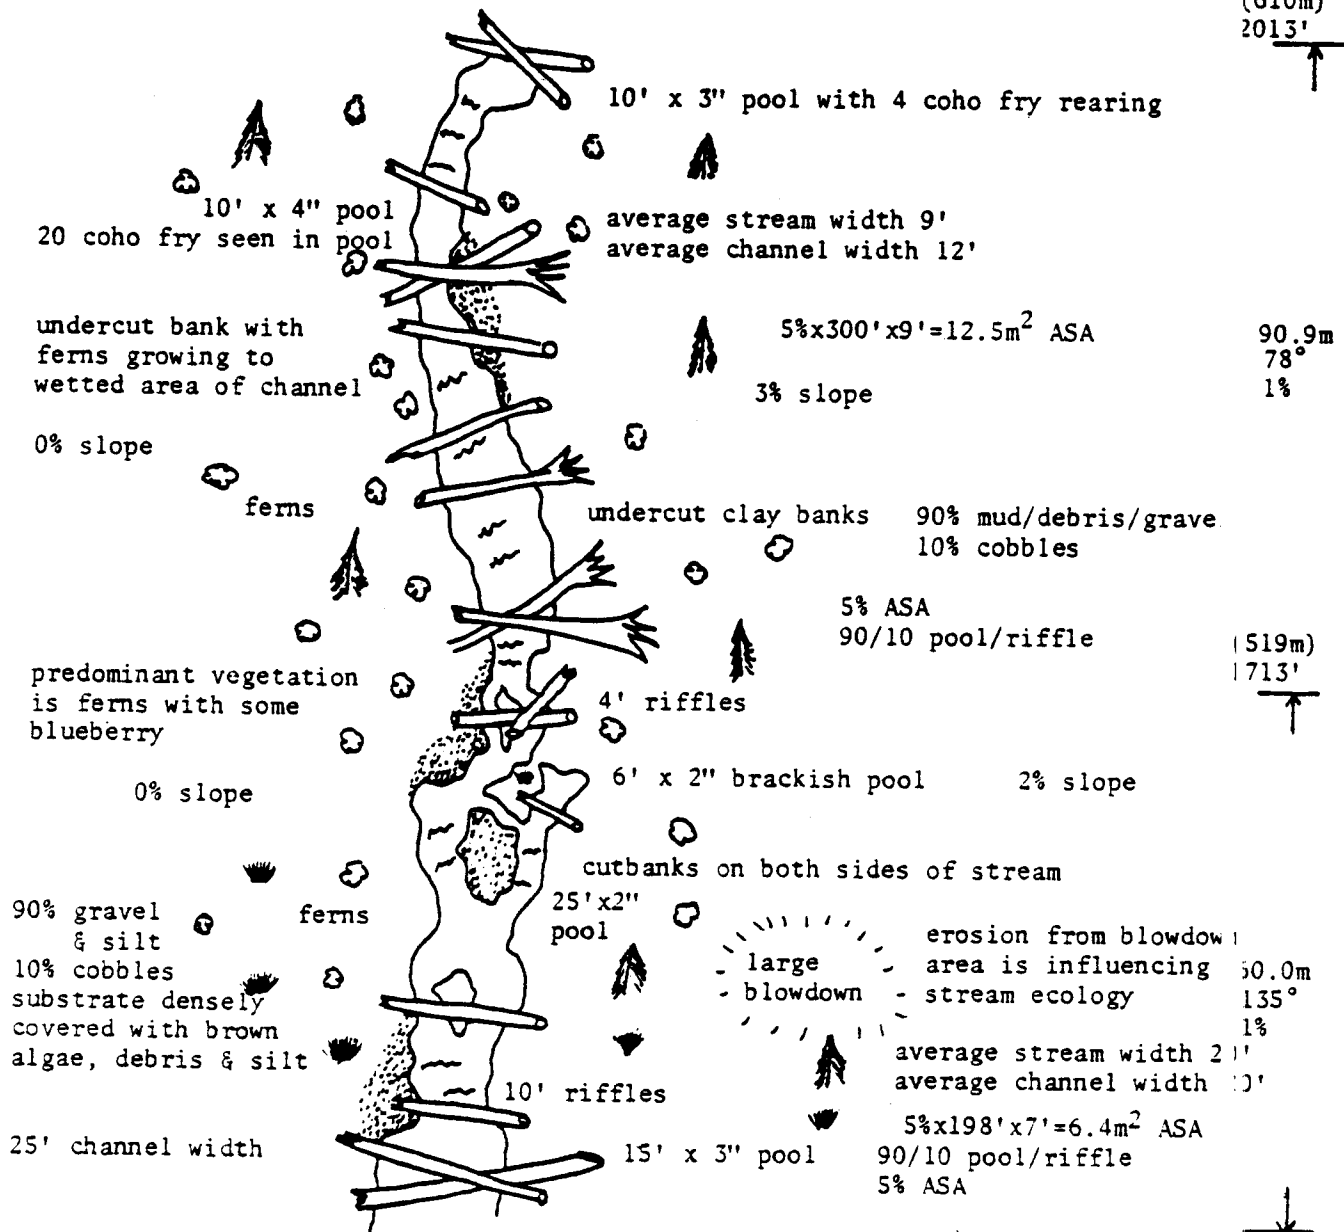 (610m)
2013'
10' x 3" pool with 4 coho fry rearing
10' x 4" pool
20 coho fry seen in pool
average stream width 9'
average channel width 12'
undercut bank with
ferns growing to
wetted area of channel
5%x300'x9'=12.5m² ASA
90.9m
78°
1%
3% slope
0% slope
ferns
undercut clay banks
90% mud/debris/grave
10% cobbles
5% ASA
90/10 pool/riffle
(519m)
1713'
predominant vegetation
is ferns with some
blueberry
4' riffles
0% slope
6' x 2" brackish pool
2% slope
cutbanks on both sides of stream
25'x2"
pool
90% gravel
& silt
10% cobbles
substrate densely
covered with brown
algae, debris & silt
ferns
large
blowdown
erosion from
area is influencing
stream ecology
135°
1%
average stream width
average channel width
10' riffles
5%x198'x7'=6.4m² ASA
90/10 pool/riffle
5% ASA
25' channel width
15' x 3" pool